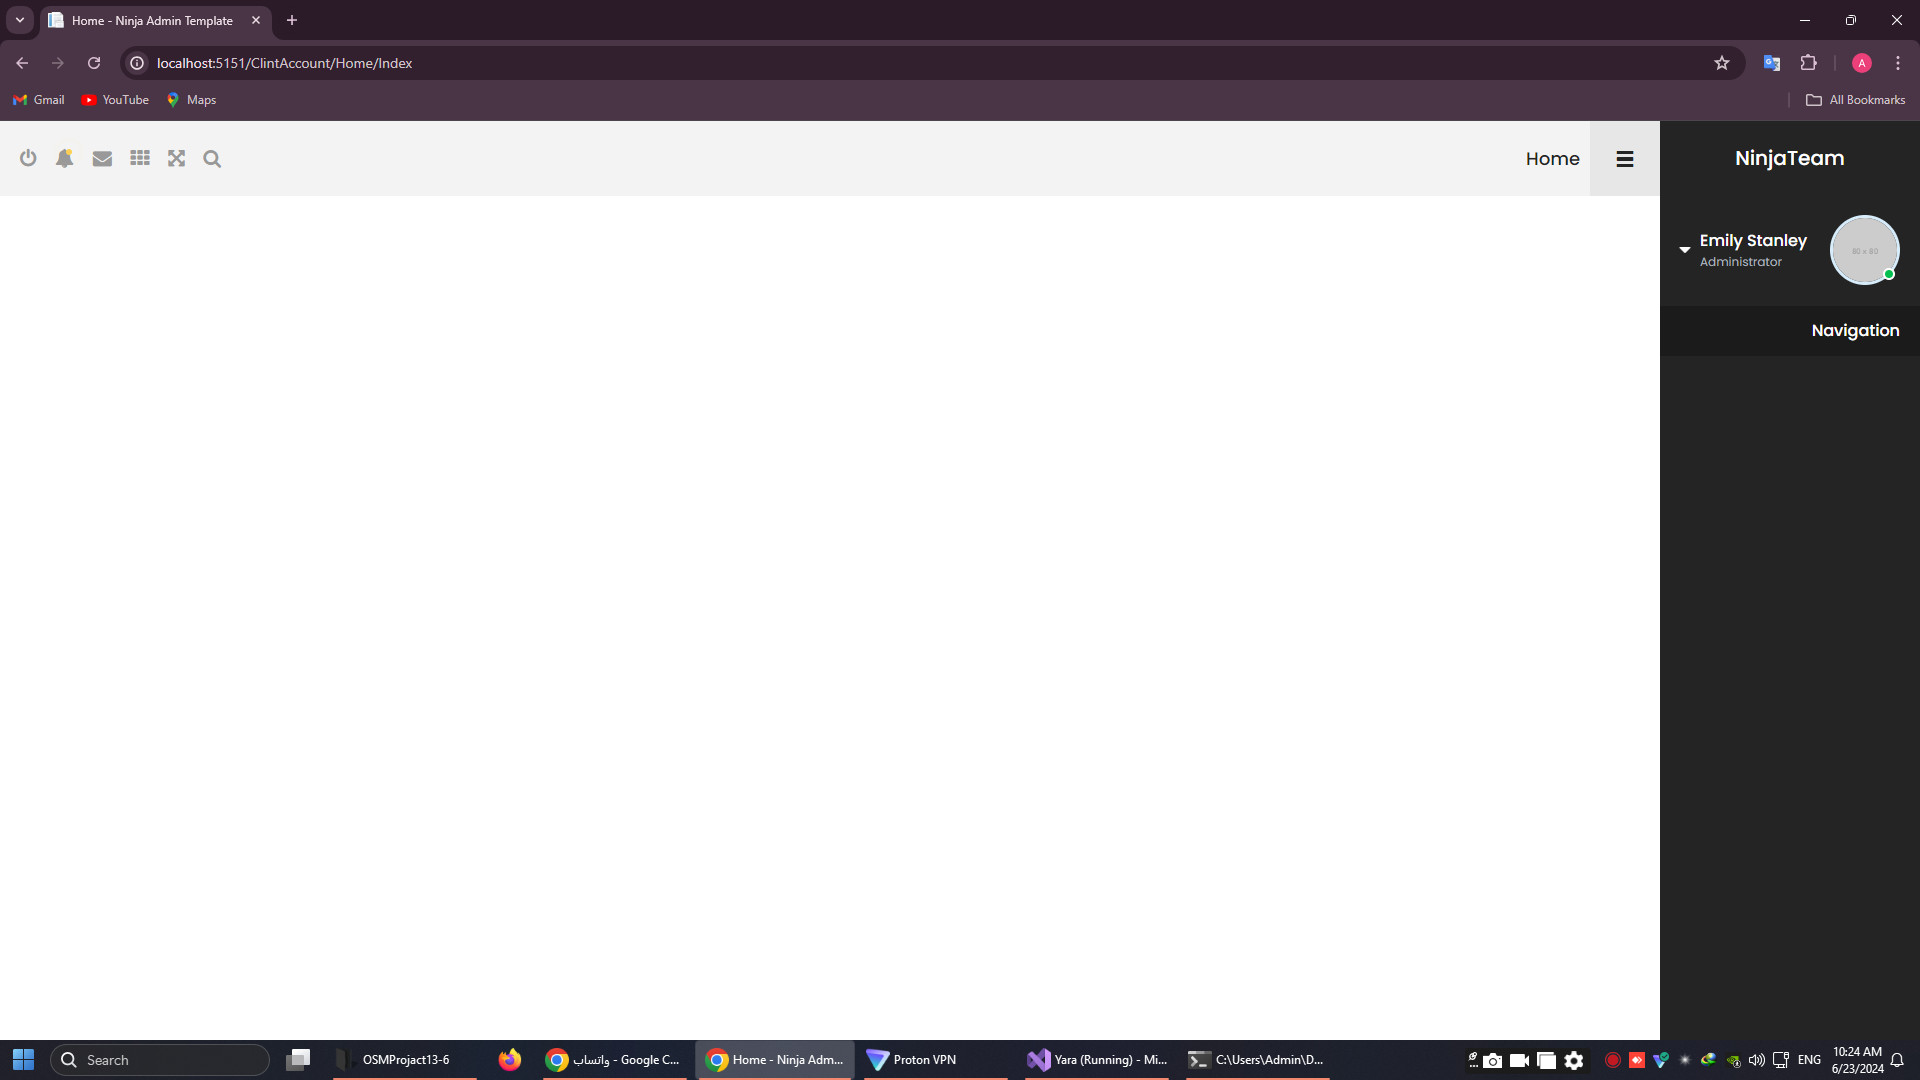 Home - Ninja Admin Template
localhost:5151/ClintAccount/Home/Index
A
Gmail
YouTube
Maps
All Bookmarks
Home
NinjaTeam
Emily Stanley
Administrator
80 x 80
Navigation
Search
OSMProjact13-6
واتساب - Google C...
Home - Ninja Adm...
Proton VPN
Yara (Running) - Mi...
C:\Users\Admin\D...
ENG
10:24 AM
6/23/2024